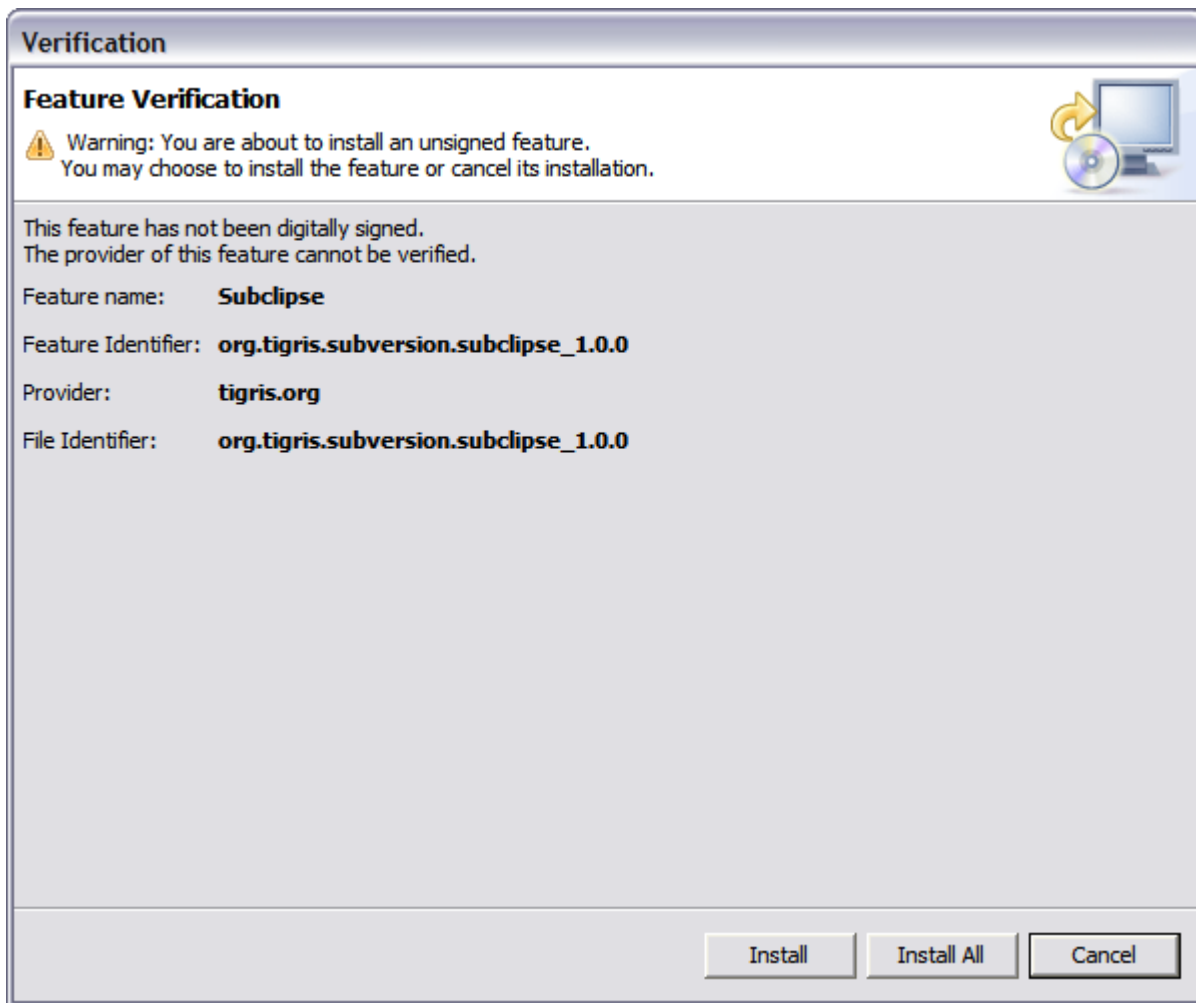 Verification
Feature Verification
Warning: You are about to install an unsigned feature.
You may choose to install the feature or cancel its installation.
This feature has not been digitally signed.
The provider of this feature cannot be verified.
Feature name: Subclipse
Feature Identifier: org.tigris.subversion.subclipse_1.0.0
Provider: tigris.org
File Identifier: org.tigris.subversion.subclipse_1.0.0
Install Install All Cancel